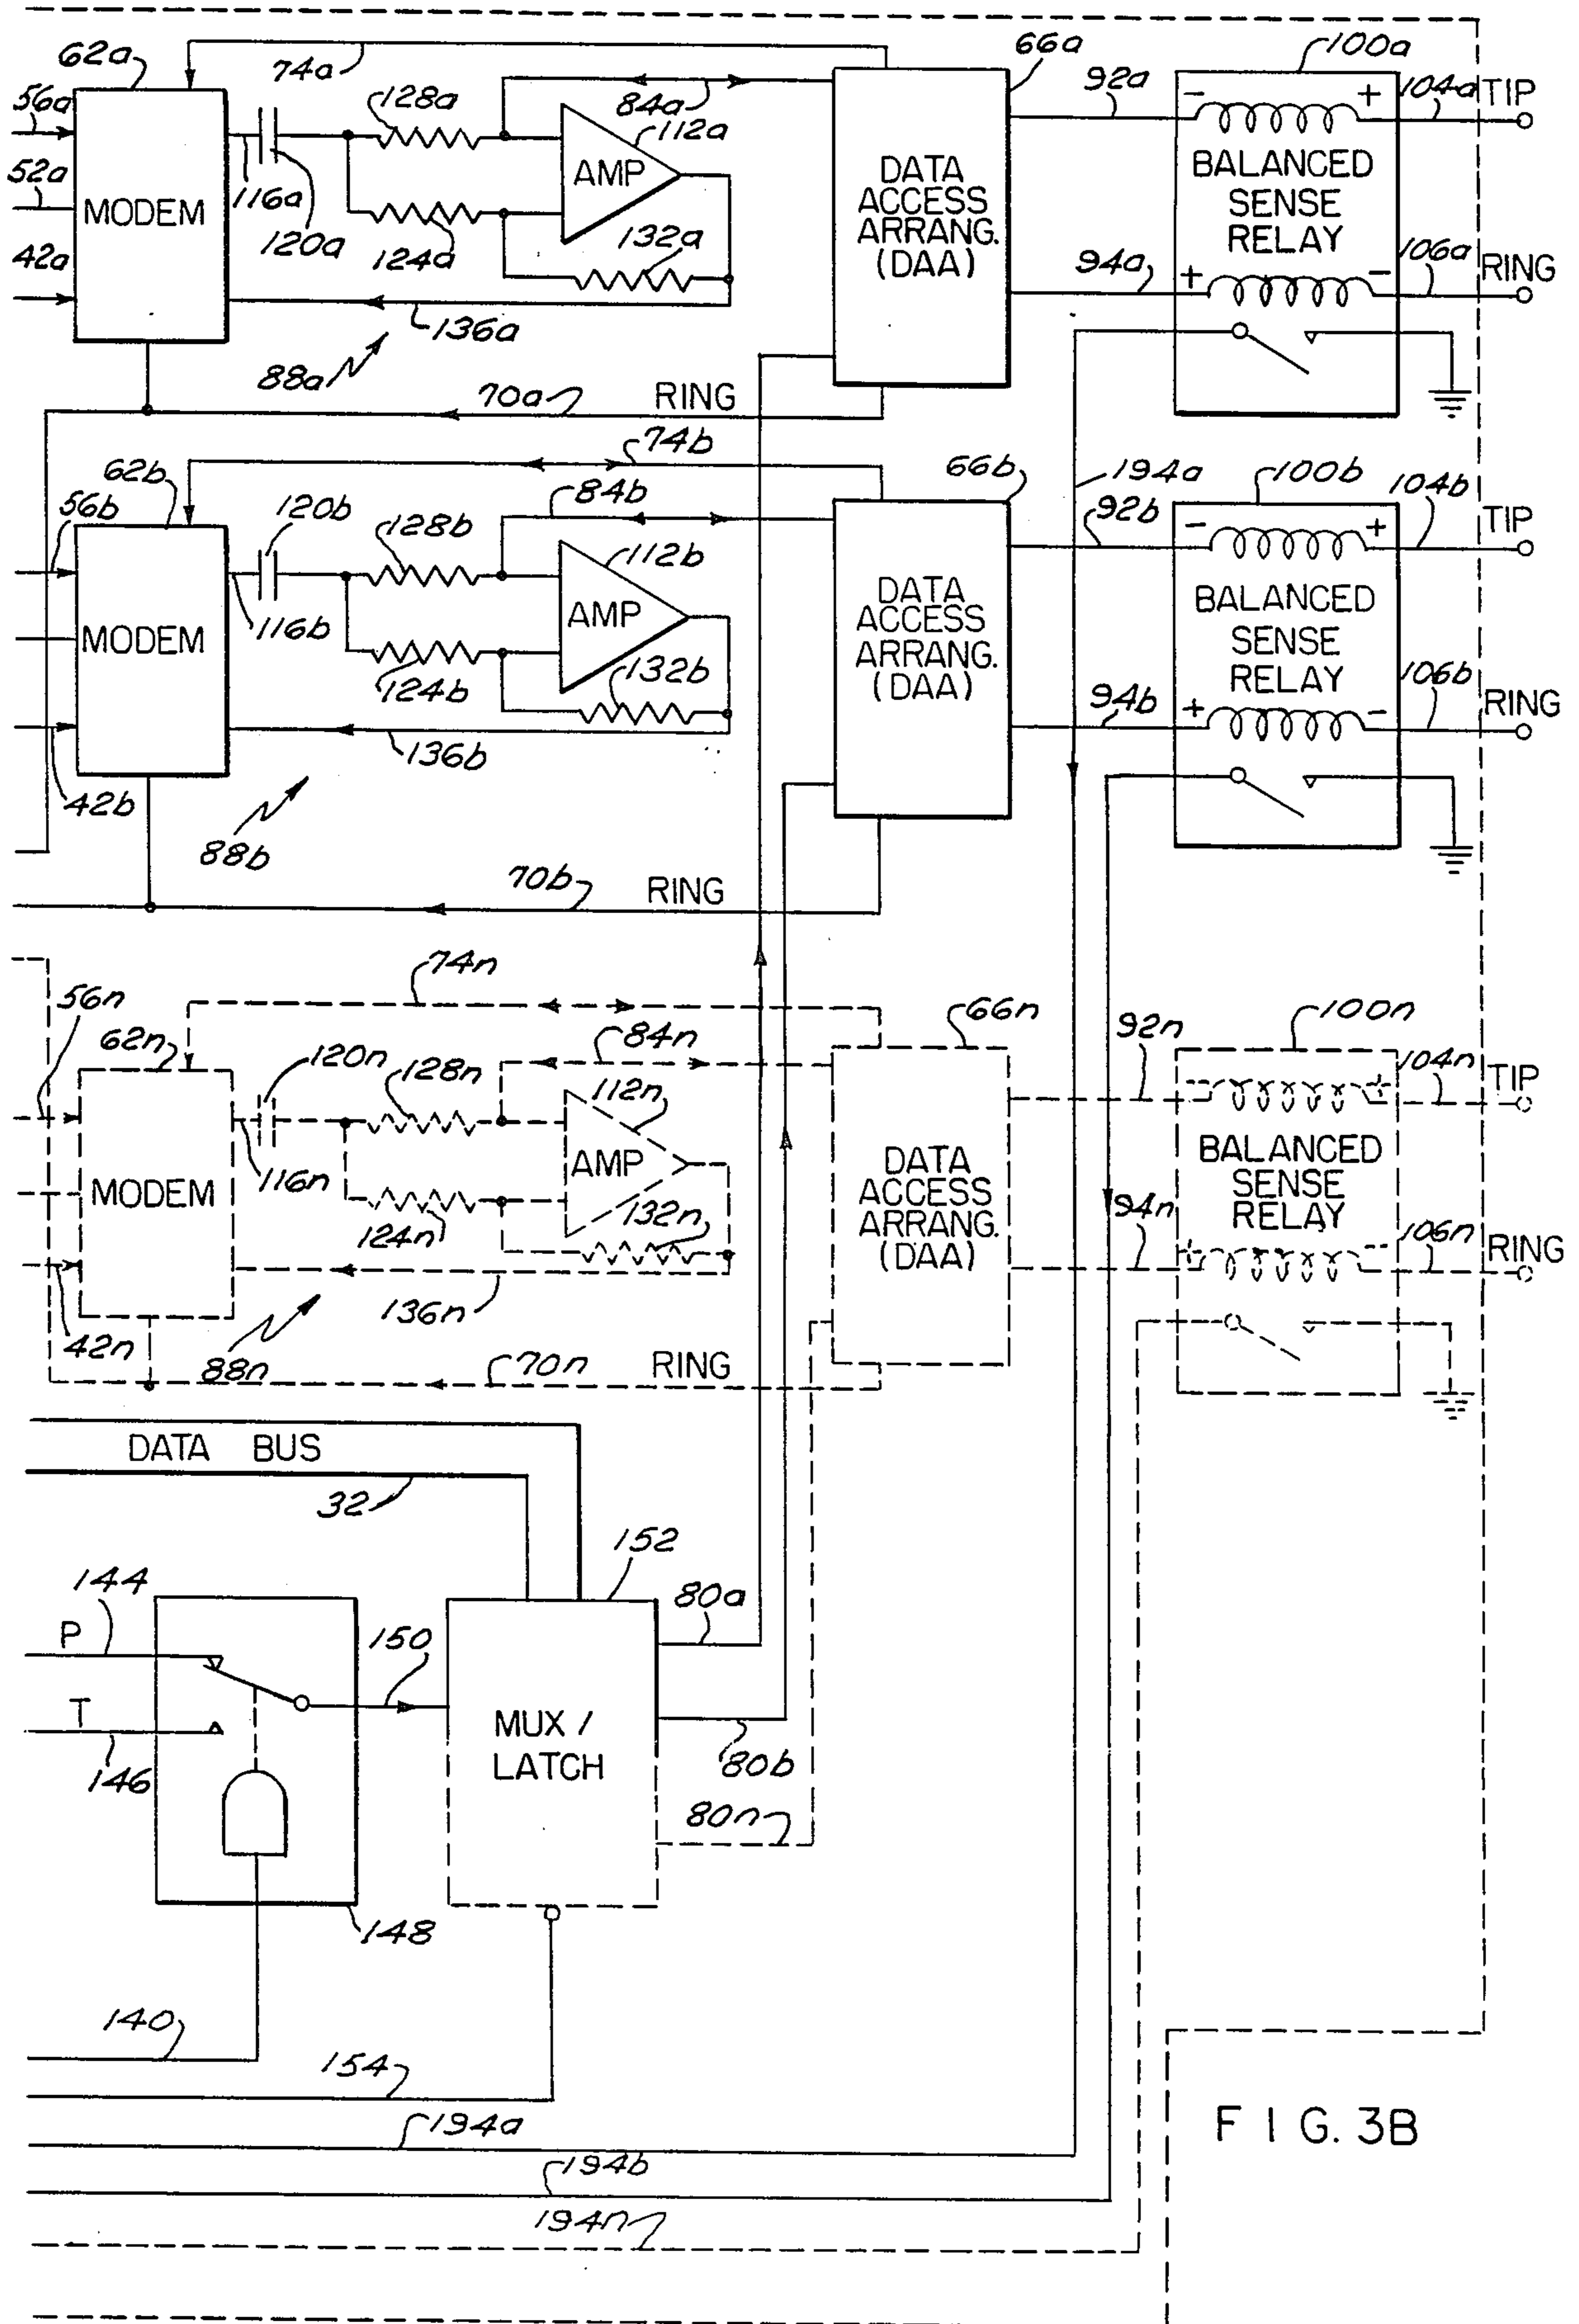 62a
74a
66a
100a
56a
128a
84a
92a
- +
104a
TIP
112a
52a
MODEM
116a
120a
AMP
DATA
ACCESS
ARRANG.
(DAA)
BALANCED
SENSE
RELAY
42a
124a
132a
94a
+ -
106a
RING
136a
88a
70a
RING
74b
194a
62b
66b
100b
104b
56b
120b
128b
84b
92b
- +
TIP
112b
MODEM
116b
AMP
DATA
ACCESS
ARRANG.
(DAA)
BALANCED
SENSE
RELAY
124b
132b
94b
+ -
106b
RING
136b
42b
88b
70b
RING
74n
56n
62n
120n
128n
84n
66n
92n
100n
- +
104n
TIP
112n
MODEM
116n
AMP
DATA
ACCESS
ARRANG.
(DAA)
BALANCED
SENSE
RELAY
124n
132n
94n
+ -
106n
RING
136n
42n
88n
70n
RING
DATA BUS
32
152
144
P
150
80a
T
MUX /
LATCH
146
80b
80n
148
140
154
194a
194b
194n
FIG. 3B